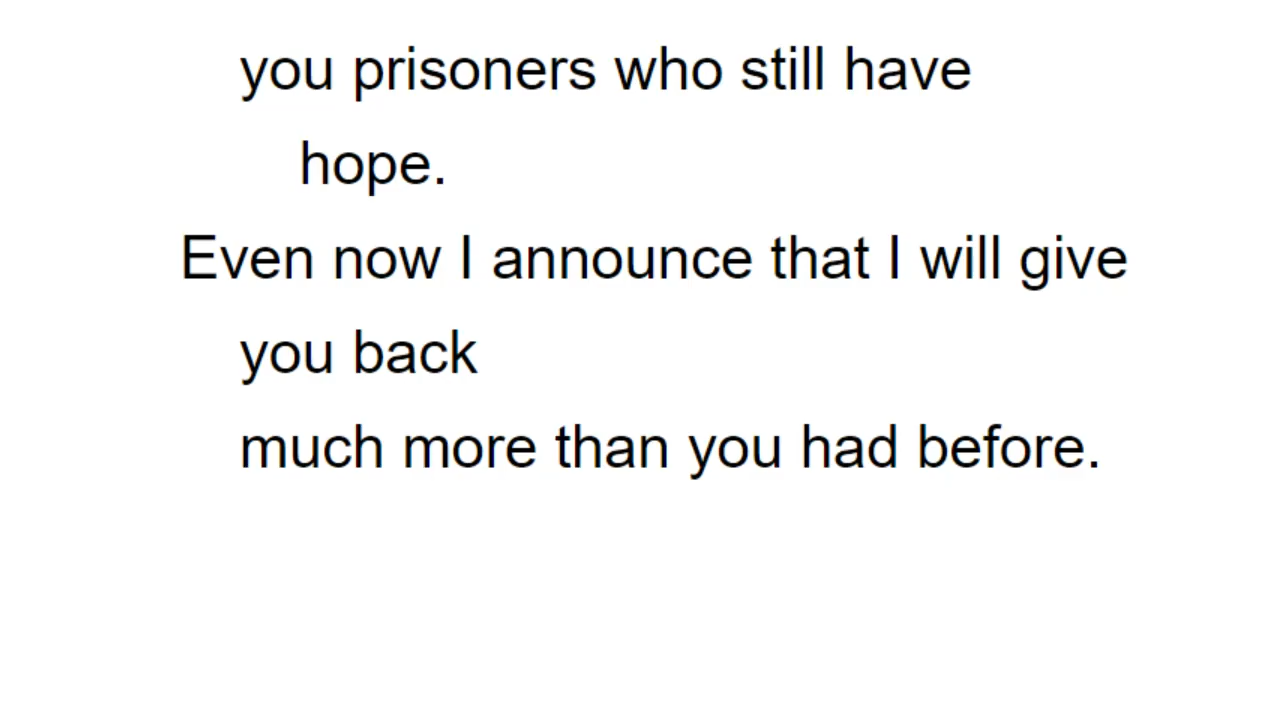 you prisoners who still have
hope.
Even now I announce that I will give
you back
much more than you had before.